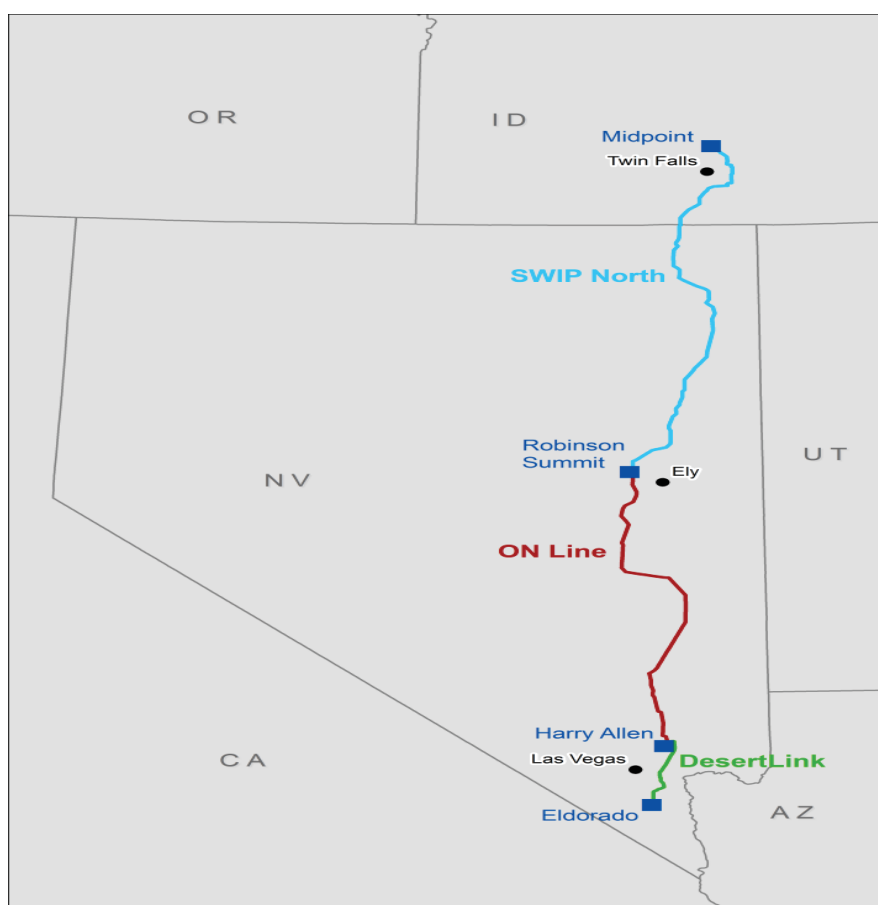 OR
ID
Midpoint
Twin Falls
SWIP North
Robinson
Summit
Ely
UT
NV
ON Line
Harry Allen
Las Vegas
DesertLink
CA
Eldorado
AZ